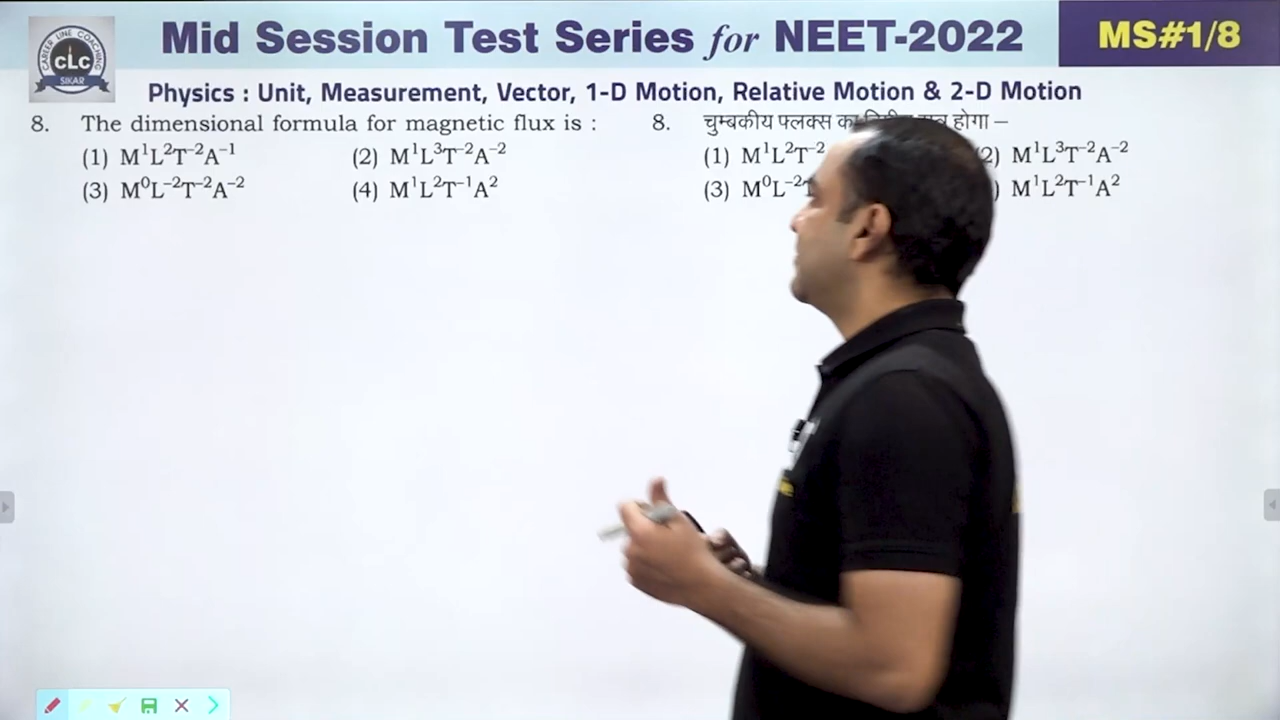 Mid Session Test Series for NEET-2022
MS#1/8
CAREER LINE COACHING
CLC
SIKAR
Physics : Unit, Measurement, Vector, 1-D Motion, Relative Motion & 2-D Motion
8. The dimensional formula for magnetic flux is :
(1) M¹L²T⁻²A⁻¹ (2) M¹L³T⁻²A⁻²
(3) M⁰L⁻²T⁻²A⁻² (4) M¹L²T⁻¹A²
8. चुम्बकीय फ्लक्स का होगा –
(1) M¹L²T⁻² 2) M¹L³T⁻²A⁻²
(3) M⁰L⁻² ) M¹L²T⁻¹A²